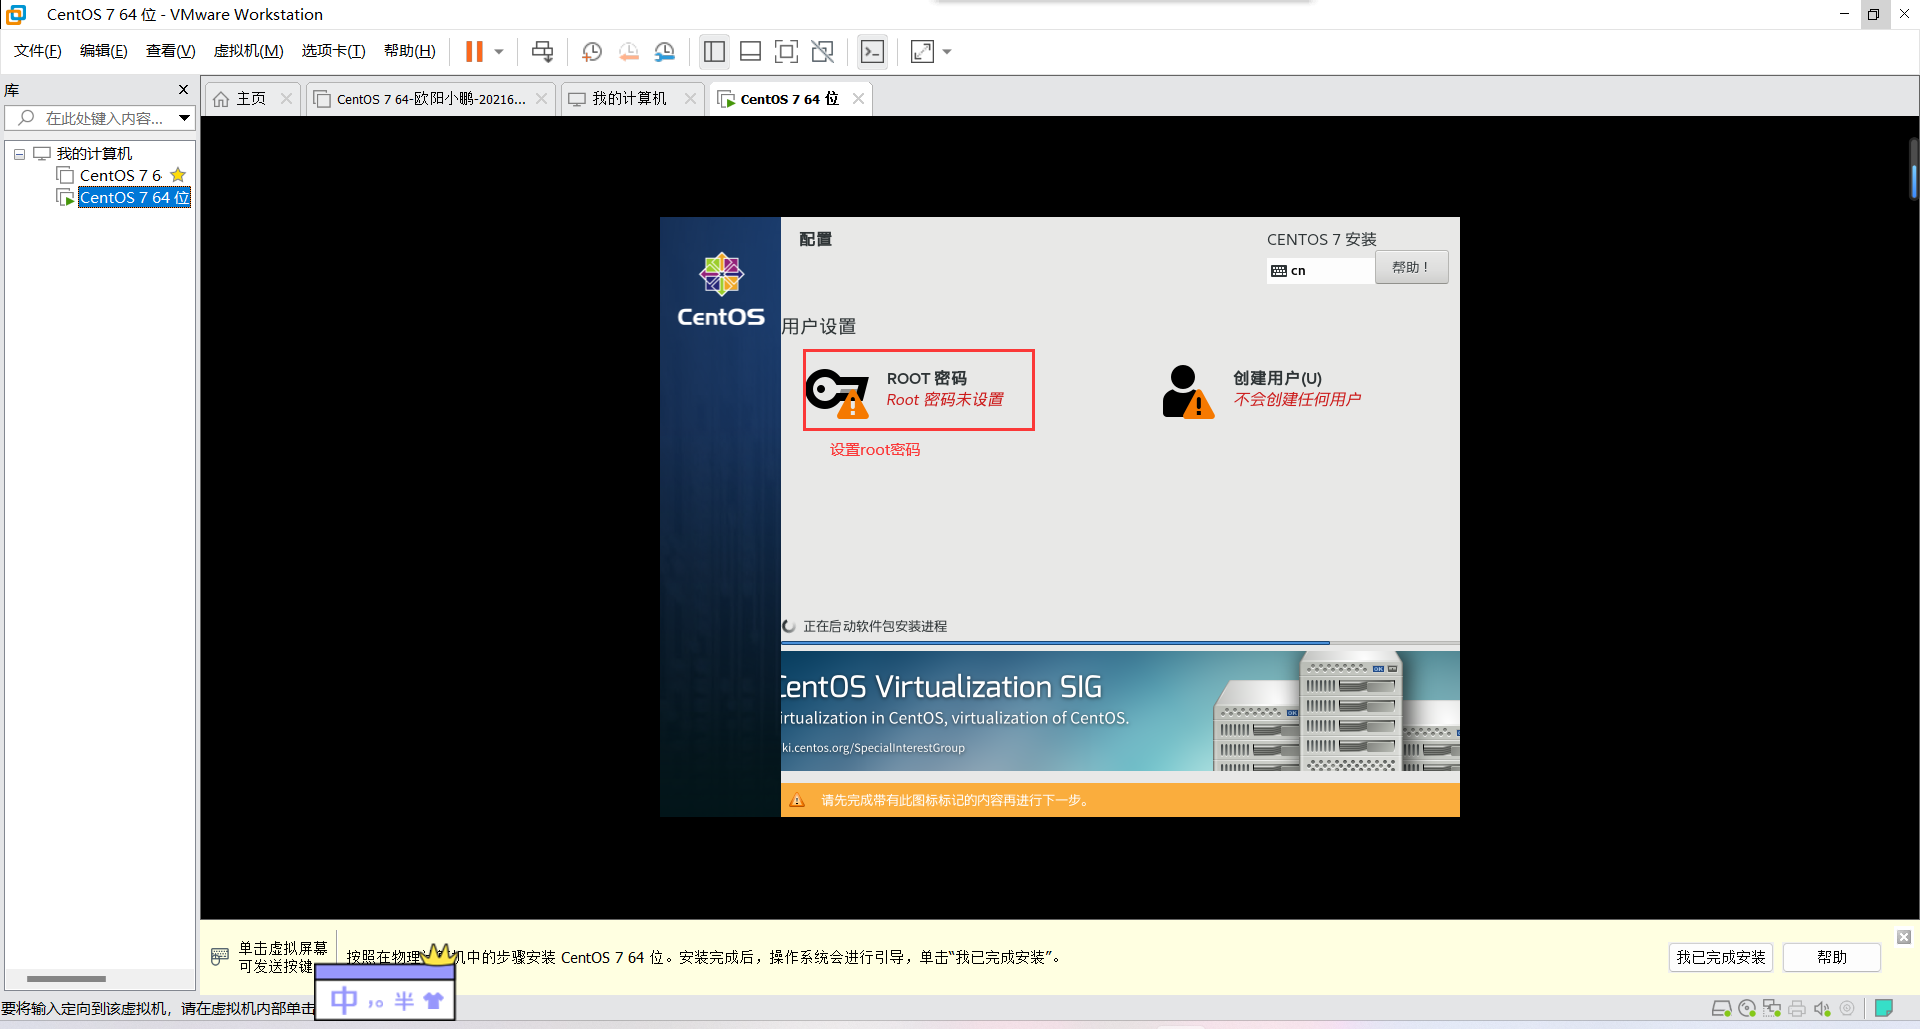 CentOS 7 64 位 - VMware Workstation
文件(F) 编辑(E) 查看(V) 虚拟机(M) 选项卡(T) 帮助(H)
库
在此处键入内容...
主页
CentOS 7 64-欧阳小鹏-20216...
我的计算机
CentOS 7 64 位
我的计算机
CentOS 7 6
CentOS 7 64 位
CentOS
配置
CENTOS 7 安装
cn
帮助！
用户设置
ROOT 密码
Root 密码未设置
创建用户(U)
不会创建任何用户
设置root密码
正在启动软件包安装进程
CentOS Virtualization SIG
irtualization in CentOS, virtualization of CentOS.
ki.centos.org/SpecialInterestGroup
请先完成带有此图标标记的内容再进行下一步。
单击虚拟屏幕
可发送按键
按照在物理计算机中的步骤安装 CentOS 7 64 位。安装完成后，操作系统会进行引导，单击“我已完成安装”。
我已完成安装
帮助
中 ，。 半
要将输入定向到该虚拟机，请在虚拟机内部单击